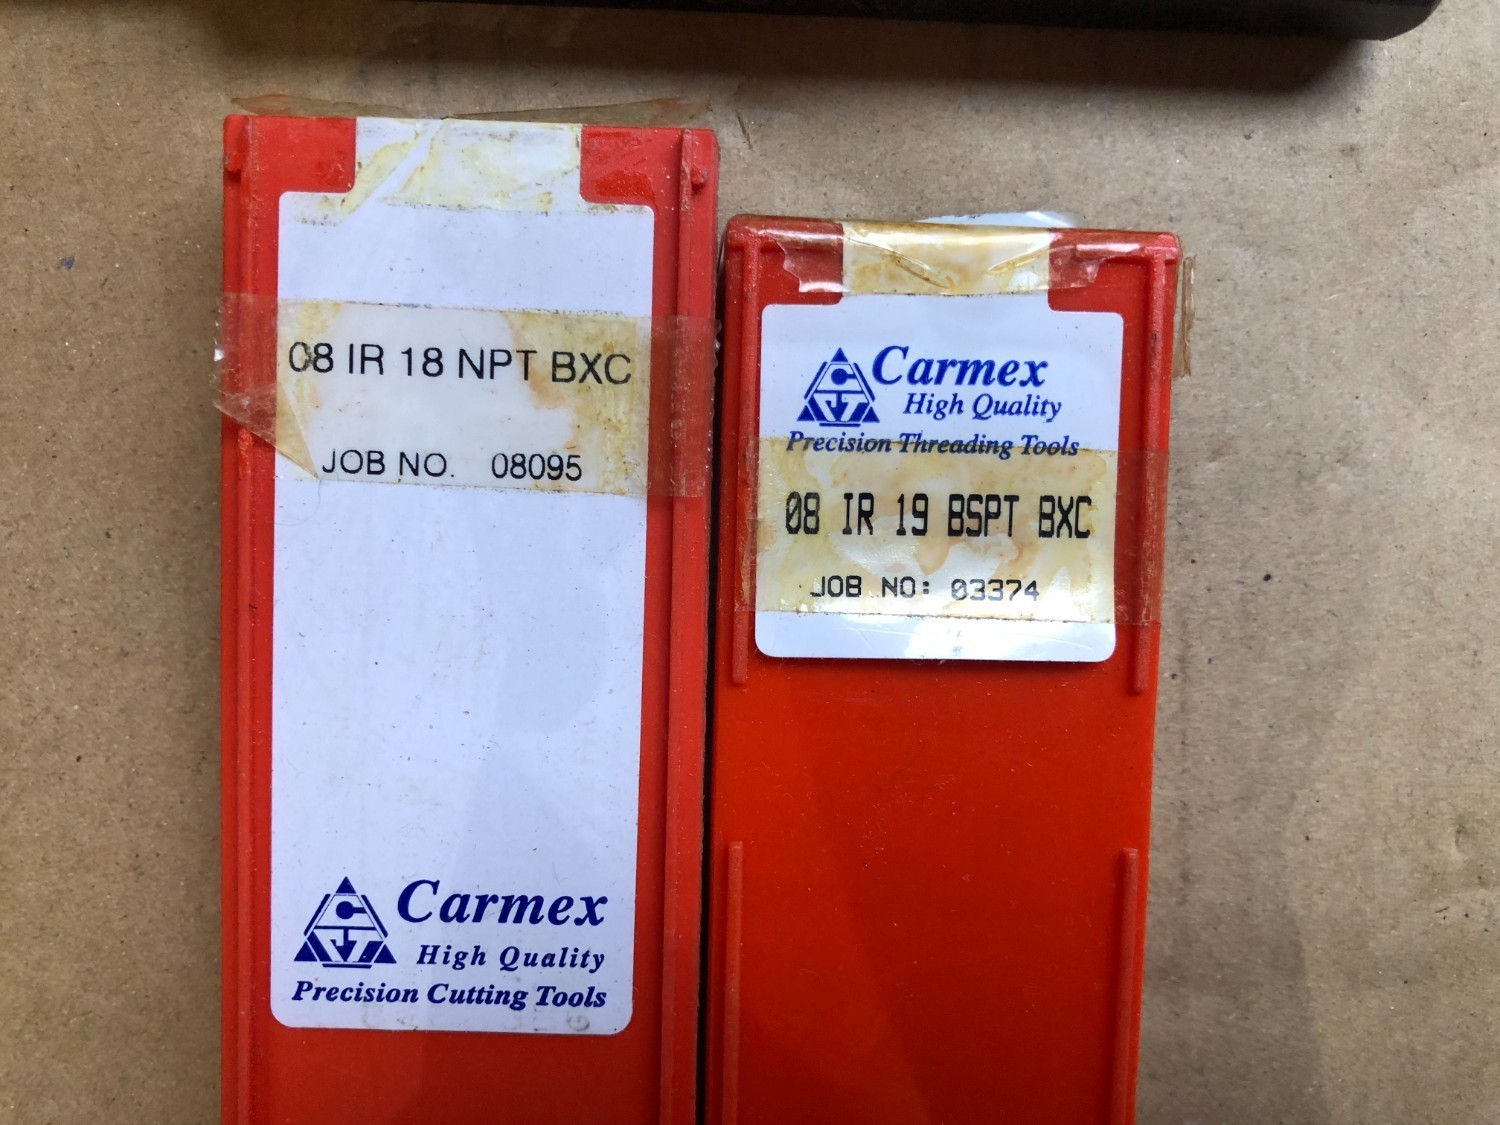 08 IR 18 NPT BXC
JOB NO. 08095
Carmex
High Quality
Precision Cutting Tools
Carmex
High Quality
Precision Threading Tools
08 IR 19 BSPT BXC
JOB NO: 03374